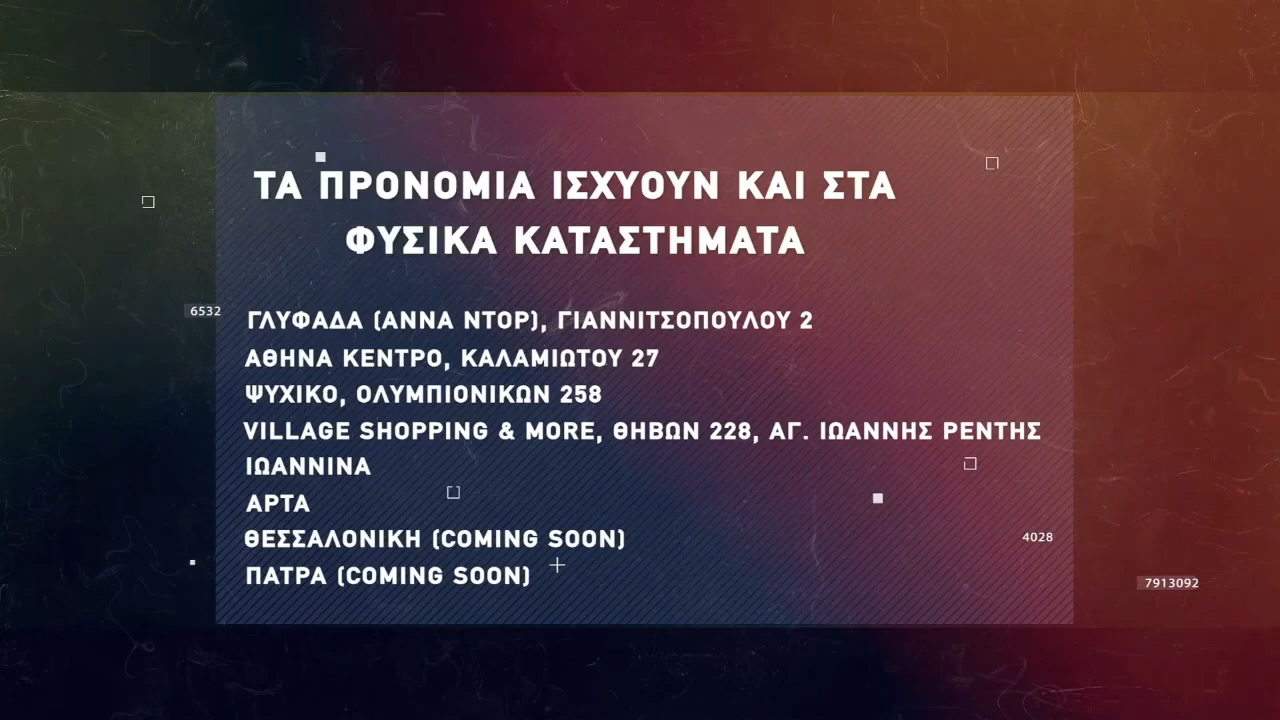 ΤΑ ΠΡΟΝΟΜΙΑ ΙΣΧΥΟΥΝ ΚΑΙ ΣΤΑ
ΦΥΣΙΚΑ ΚΑΤΑΣΤΗΜΑΤΑ
6532
ΓΛΥΦΑΔΑ (ΑΝΝΑ ΝΤΟΡ), ΓΙΑΝΝΙΤΣΟΠΟΥΛΟΥ 2
ΑΘΗΝΑ ΚΕΝΤΡΟ, ΚΑΛΑΜΙΩΤΟΥ 27
ΨΥΧΙΚΟ, ΟΛΥΜΠΙΟΝΙΚΩΝ 258
VILLAGE SHOPPING & MORE, ΘΗΒΩΝ 228, ΑΓ. ΙΩΑΝΝΗΣ ΡΕΝΤΗΣ
ΙΩΑΝΝΙΝΑ
ΑΡΤΑ
ΘΕΣΣΑΛΟΝΙΚΗ (COMING SOON)
4028
ΠΑΤΡΑ (COMING SOON)
7913092